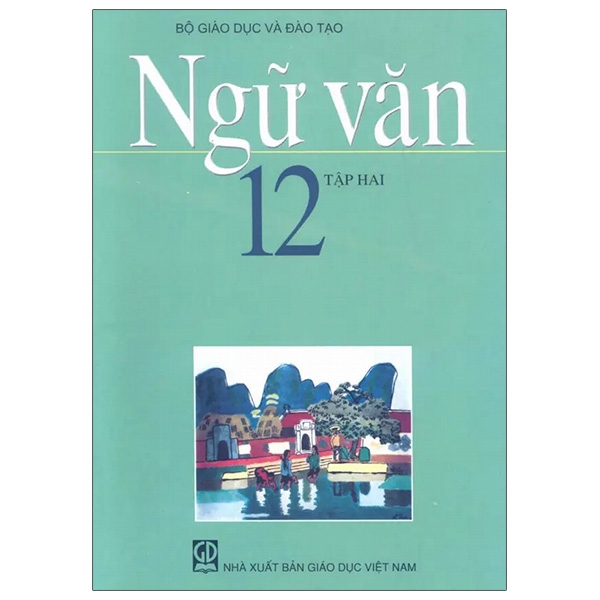 BỘ GIÁO DỤC VÀ ĐÀO TẠO
Ngữ văn
12
TẬP HAI
GD
NHÀ XUẤT BẢN GIÁO DỤC VIỆT NAM